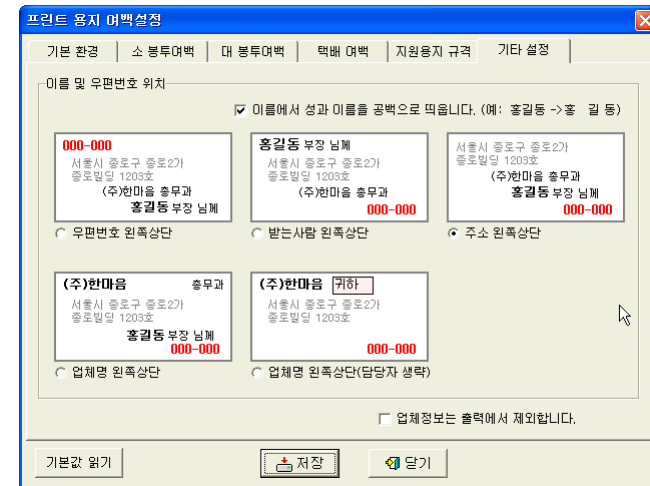 프린트 용지 여백설정
기본 환경 소 봉투여백 대 봉투여백 택배 여백 지원용지 규격 기타 설정
이름 및 우편번호 위치
이름에서 성과 이름을 공백으로 띄웁니다. (예: 홍길동 ->홍 길 동)
000-000
서울시 종로구 종로2가
종로빌딩 1203호
(주)한마음 총무과
홍길동 부장 님께
우편번호 왼쪽상단
홍길동 부장 님께
서울시 종로구 종로2가
종로빌딩 1203호
(주)한마음 총무과
000-000
받는사람 왼쪽상단
서울시 종로구 종로2가
종로빌딩 1203호
(주)한마음 총무과
홍길동 부장 님께
000-000
주소 왼쪽상단
(주)한마음 총무과
서울시 종로구 종로2가
종로빌딩 1203호
홍길동 부장 님께
000-000
업체명 왼쪽상단
(주)한마음 귀하
서울시 종로구 종로2가
종로빌딩 1203호
000-000
업체명 왼쪽상단(담당자 생략)
업체정보는 출력에서 제외합니다.
기본값 읽기 저장 닫기